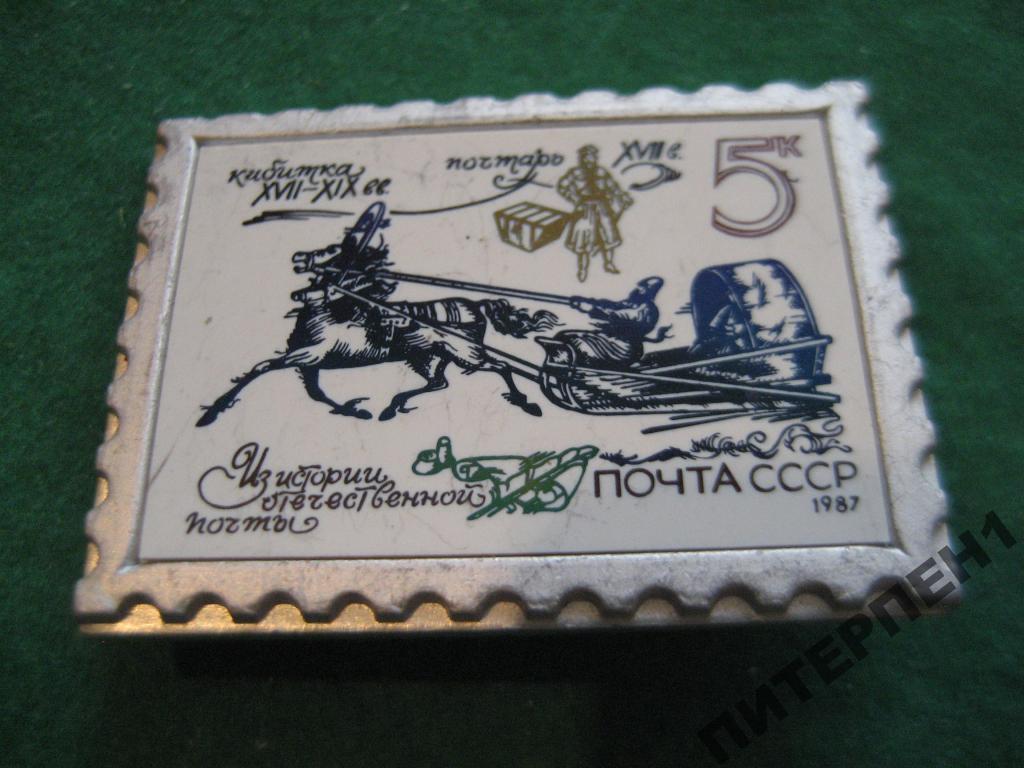 кибитка
XVII–XIX вв.
почтарь XVII в.
5к
Из истории
отечественной
почты
ПОЧТА СССР
1987
ПИТЕРПЕН1